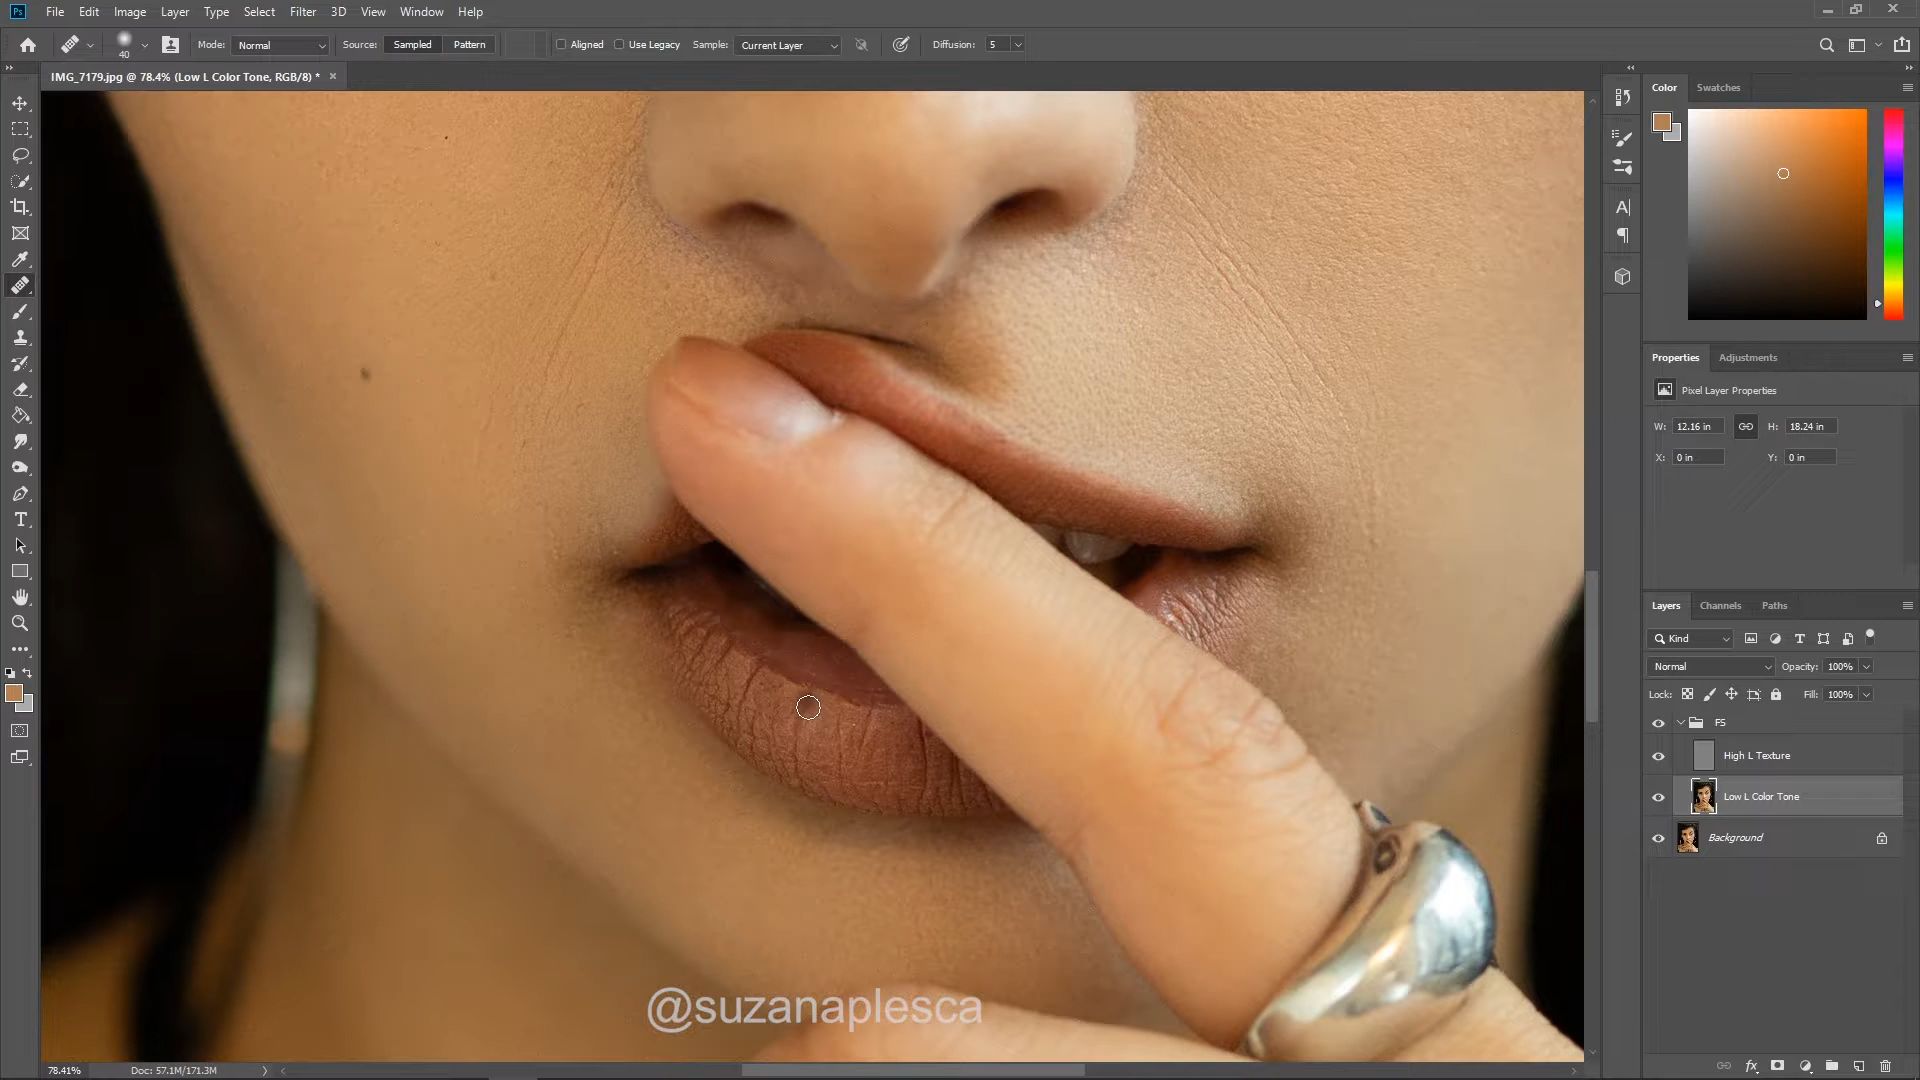 Ps File Edit Image Layer Type Select Filter 3D View Window Help
40 Mode: Normal Source: Sampled Pattern Aligned Use Legacy Sample: Current Layer Diffusion: 5
IMG_7179.jpg @ 78.4% (Low L Color Tone, RGB/8) *
Color Swatches
Properties Adjustments
Pixel Layer Properties
W: 12.16 in H: 18.24 in
X: 0 in Y: 0 in
Layers Channels Paths
Kind
Normal Opacity: 100%
Lock: Fill: 100%
FS
High L Texture
Low L Color Tone
Background
@suzanaplesca
78.41% Doc: 57.1M/171.3M